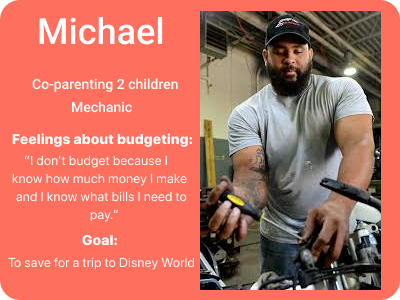 Michael
Co-parenting 2 children
Mechanic
Feelings about budgeting:
“I don’t budget because I
know how much money I make
and I know what bills I need to
pay.”
Goal:
To save for a trip to Disney World